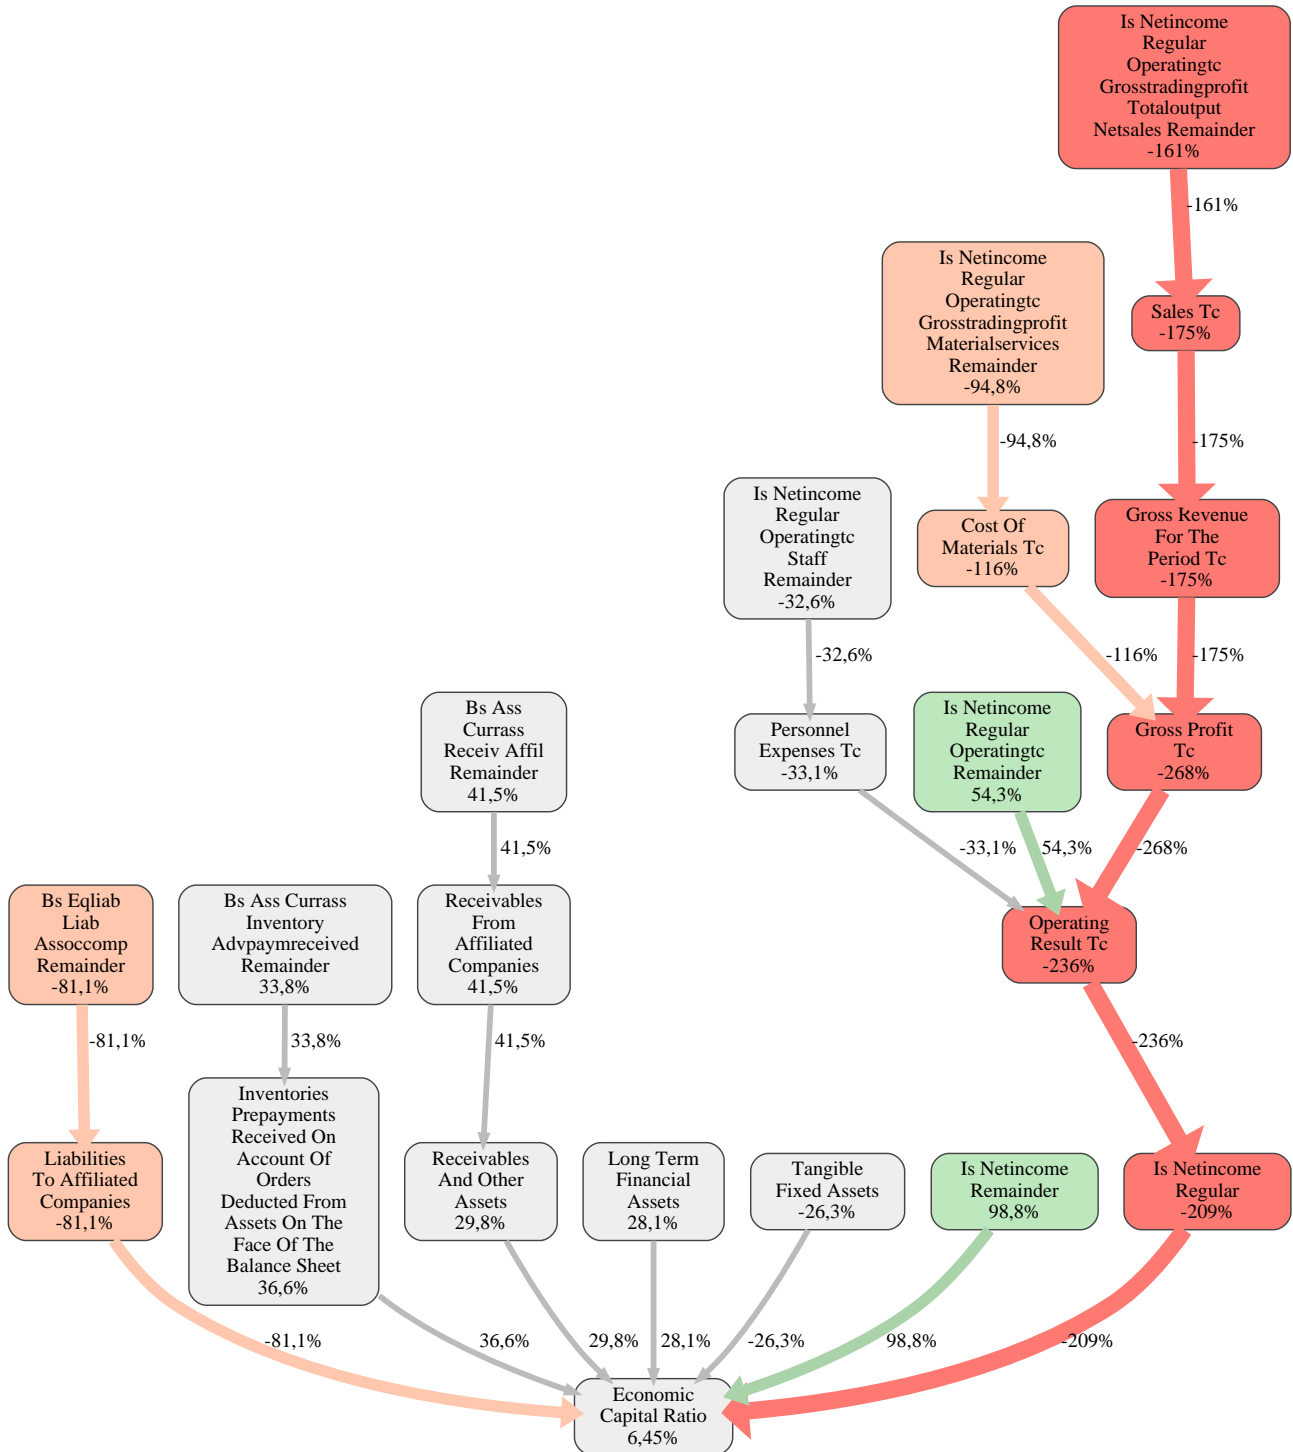 Is Netincome
Regular
Operatingtc
Grosstradingprofit
Totaloutput
Netsales Remainder
-161%
-161%
Is Netincome
Regular
Operatingtc
Grosstradingprofit
Materialservices
Remainder
-94,8%
Sales Tc
-175%
-94,8%
-175%
Is Netincome
Regular
Operatingtc
Staff
Remainder
-32,6%
Cost Of
Materials Tc
-116%
Gross Revenue
For The
Period Tc
-175%
-32,6%
-116%
-175%
Bs Ass
Currass
Receiv Affil
Remainder
41,5%
Personnel
Expenses Tc
-33,1%
Is Netincome
Regular
Operatingtc
Remainder
54,3%
Gross Profit
Tc
-268%
41,5%
-33,1%
54,3%
-268%
Bs Eqliab
Liab
Assoccomp
Remainder
-81,1%
Bs Ass Currass
Inventory
Advpaymreceived
Remainder
33,8%
Receivables
From
Affiliated
Companies
41,5%
Operating
Result Tc
-236%
-81,1%
33,8%
41,5%
-236%
Liabilities
To Affiliated
Companies
-81,1%
Inventories
Prepayments
Received On
Account Of
Orders
Deducted From
Assets On The
Face Of The
Balance Sheet
36,6%
Receivables
And Other
Assets
29,8%
Long Term
Financial
Assets
28,1%
Tangible
Fixed Assets
-26,3%
Is Netincome
Remainder
98,8%
Is Netincome
Regular
-209%
-81,1%
36,6%
29,8%
28,1%
-26,3%
98,8%
-209%
Economic
Capital Ratio
6,45%